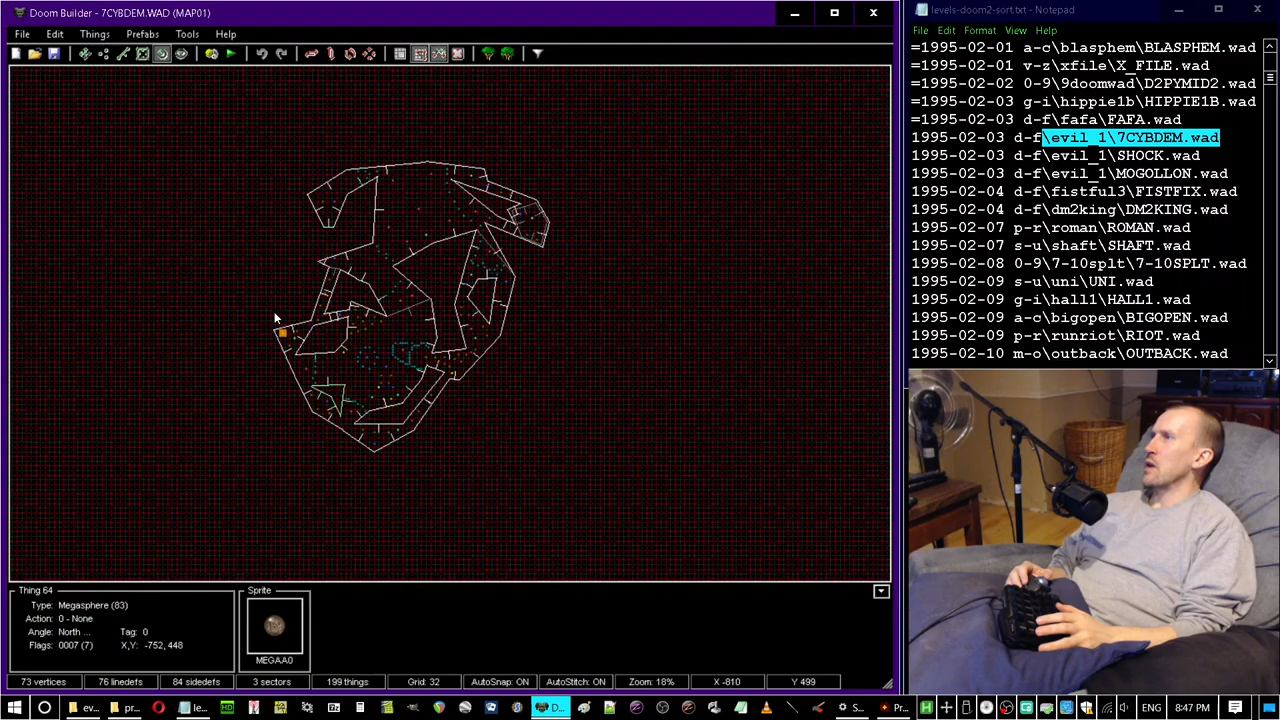 Doom Builder - 7CYBDEM.WAD (MAP01)
File Edit Things Prefabs Tools Help
Thing 64
Type: Megasphere (83)
Action: 0 - None
Angle: North ... Tag: 0
Flags: 0007 (7) X,Y: -752, 448
Sprite
MEGAA0
73 vertices 76 linedefs 84 sidedefs 3 sectors 199 things Grid: 32 AutoSnap: ON AutoStitch: ON Zoom: 18% X -810 Y 499
levels-doom2-sort.txt - Notepad
File Edit Format View Help
=1995-02-01 a-c\blasphem\BLASPHEM.wad
=1995-02-01 v-z\xfile\X_FILE.wad
=1995-02-02 0-9\9doomwad\D2PYMID2.wad
=1995-02-03 g-i\hippie1b\HIPPIE1B.wad
=1995-02-03 d-f\fafa\FAFA.wad
1995-02-03 d-f\evil_1\7CYBDEM.wad
1995-02-03 d-f\evil_1\SHOCK.wad
1995-02-03 d-f\evil_1\MOGOLLON.wad
1995-02-04 d-f\fistful3\FISTFIX.wad
1995-02-04 d-f\dm2king\DM2KING.wad
1995-02-07 p-r\roman\ROMAN.wad
1995-02-07 s-u\shaft\SHAFT.wad
1995-02-08 0-9\7-10splt\7-10SPLT.wad
1995-02-09 s-u\uni\UNI.wad
1995-02-09 g-i\hall1\HALL1.wad
1995-02-09 a-c\bigopen\BIGOPEN.wad
1995-02-09 p-r\runriot\RIOT.wad
1995-02-10 m-o\outback\OUTBACK.wad
ev... pr... le... D... S... Pr... ENG 8:47 PM